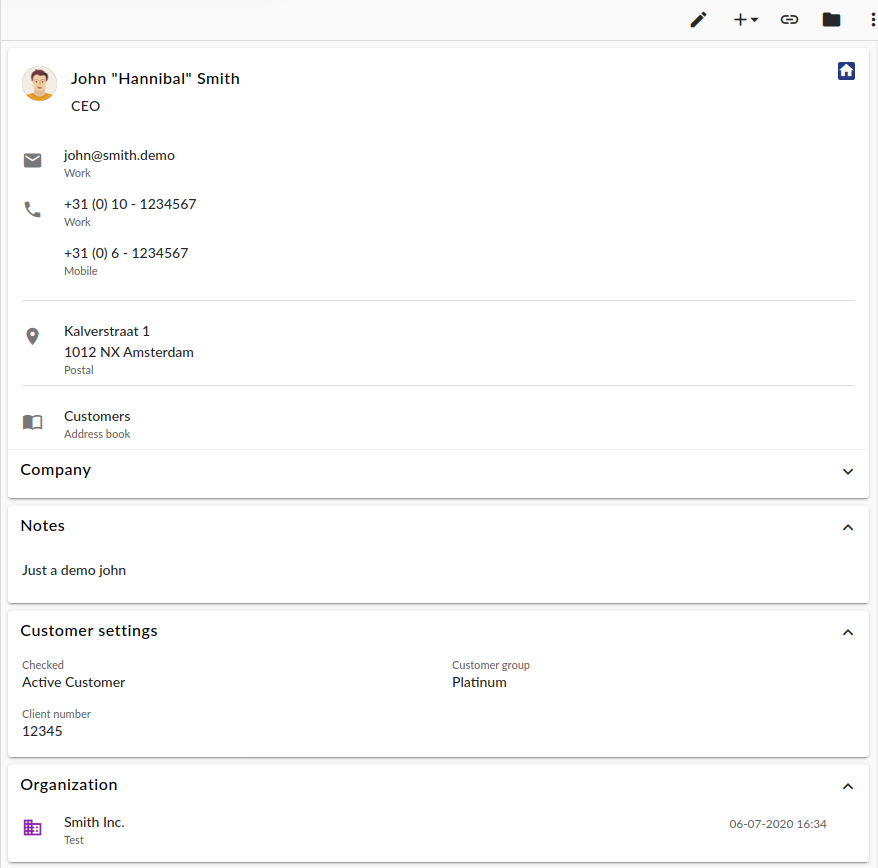 John "Hannibal" Smith
CEO
john@smith.demo
Work
+31 (0) 10 - 1234567
Work
+31 (0) 6 - 1234567
Mobile
Kalverstraat 1
1012 NX Amsterdam
Postal
Customers
Address book
Company
Notes
Just a demo john
Customer settings
Checked
Active Customer
Customer group
Platinum
Client number
12345
Organization
Smith Inc.
Test
06-07-2020 16:34